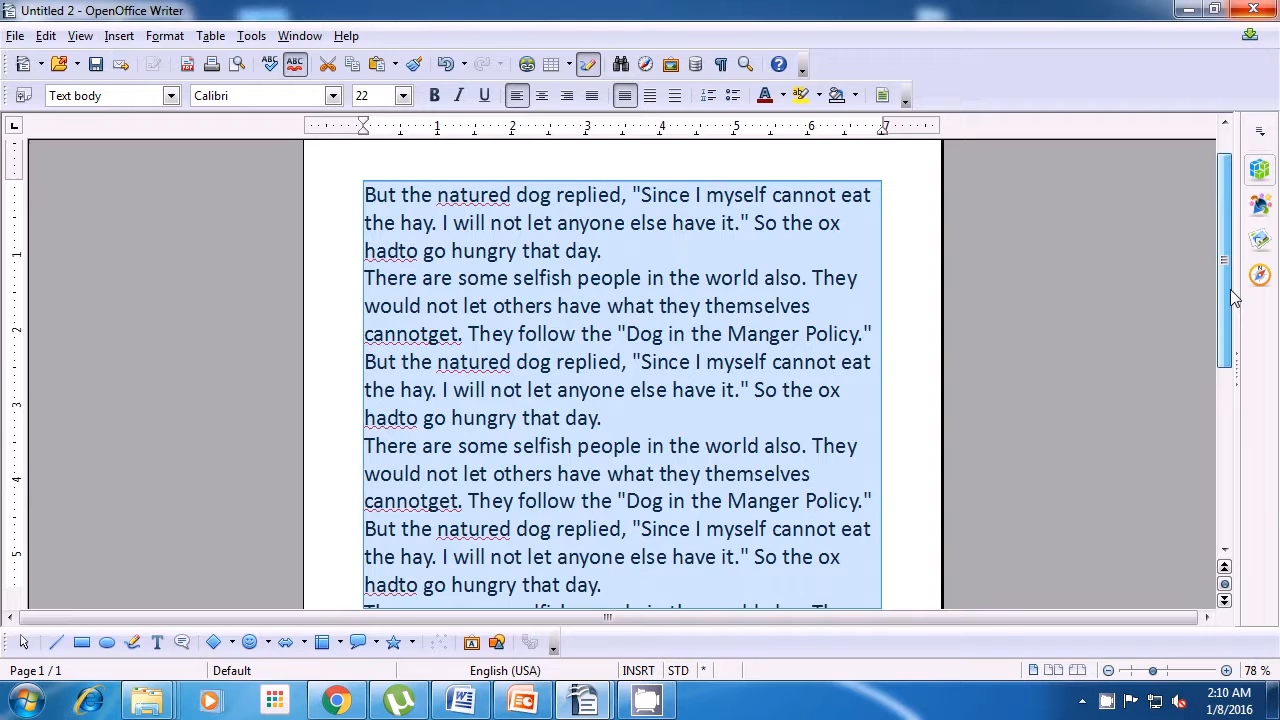 Untitled 2 - OpenOffice Writer
File Edit View Insert Format Table Tools Window Help
Text body Calibri 22
1 2 3 4 5 6 7
But the natured dog replied, "Since I myself cannot eat
the hay. I will not let anyone else have it." So the ox
hadto go hungry that day.
There are some selfish people in the world also. They
would not let others have what they themselves
cannotget. They follow the "Dog in the Manger Policy."
But the natured dog replied, "Since I myself cannot eat
the hay. I will not let anyone else have it." So the ox
hadto go hungry that day.
There are some selfish people in the world also. They
would not let others have what they themselves
cannotget. They follow the "Dog in the Manger Policy."
But the natured dog replied, "Since I myself cannot eat
the hay. I will not let anyone else have it." So the ox
hadto go hungry that day.
Page 1 / 1 Default English (USA) INSRT STD * 78 %
2:10 AM
1/8/2016